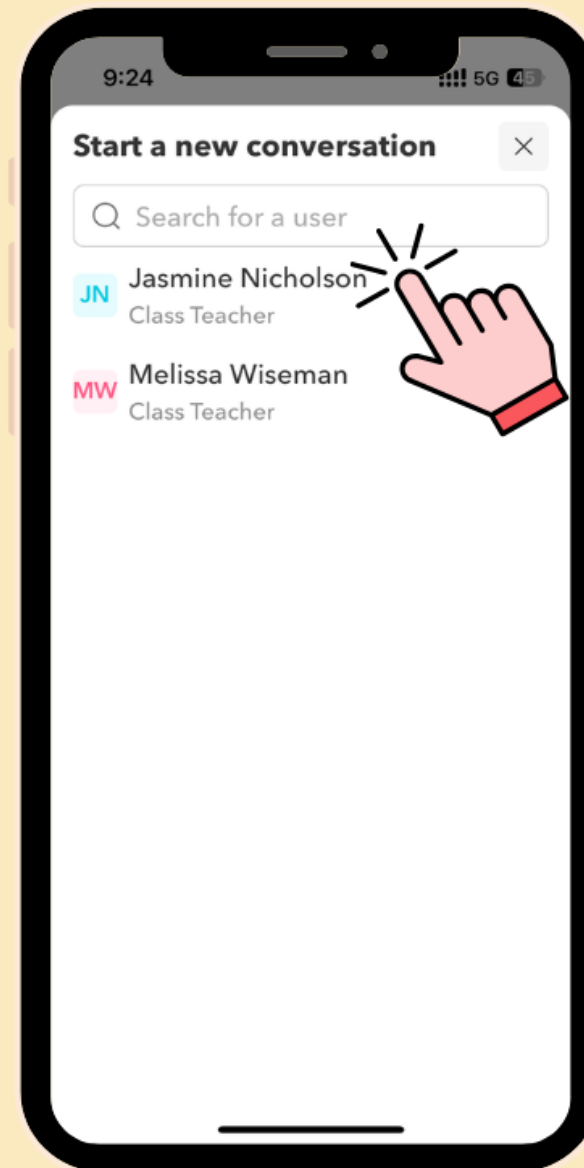 9:24 5G 45
Start a new conversation
Search for a user
JN Jasmine Nicholson
Class Teacher
MW Melissa Wiseman
Class Teacher